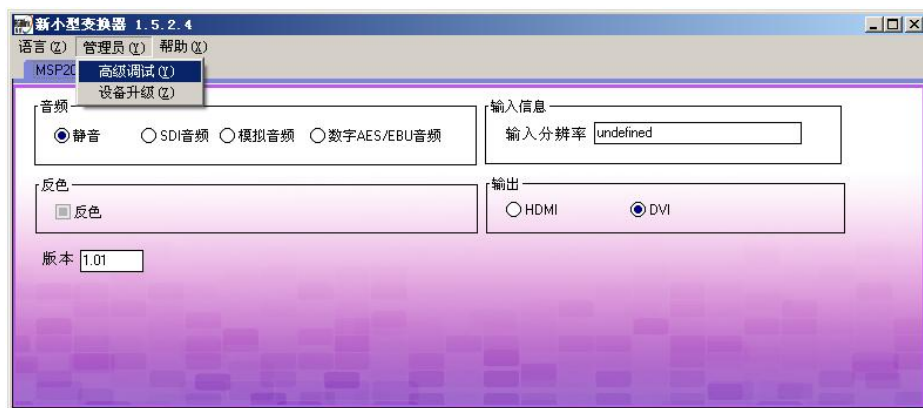 新小型变换器 1.5.2.4
语言(Z) 管理员(Y) 帮助(X)
MSP20
高级调试(Y)
设备升级(Z)
音频
静音 SDI音频 模拟音频 数字AES/EBU音频
输入信息
输入分辨率 undefined
反色
反色
输出
HDMI DVI
版本 1.01